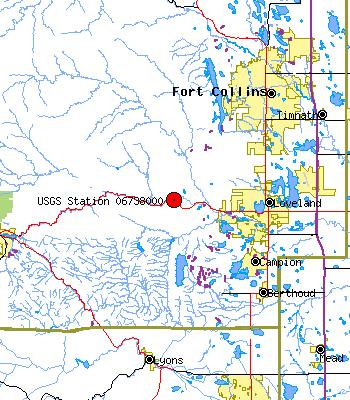 Fort Collins
Timnath
USGS Station 06738000
Loveland
Campion
Berthoud
Lyons
Mead